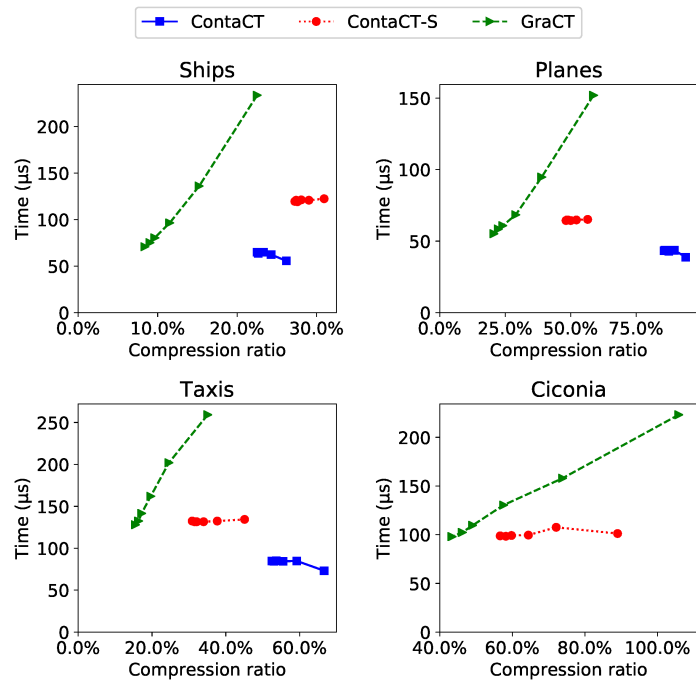 ContaCT ContaCT-S GraCT
Ships
Time (μs)
200
150
100
50
0
0.0% 10.0% 20.0% 30.0%
Compression ratio
Planes
Time (μs)
150
100
50
0
0.0% 25.0% 50.0% 75.0%
Compression ratio
Taxis
Time (μs)
250
200
150
100
50
0
0.0% 20.0% 40.0% 60.0%
Compression ratio
Ciconia
Time (μs)
200
150
100
50
0
40.0% 60.0% 80.0% 100.0%
Compression ratio